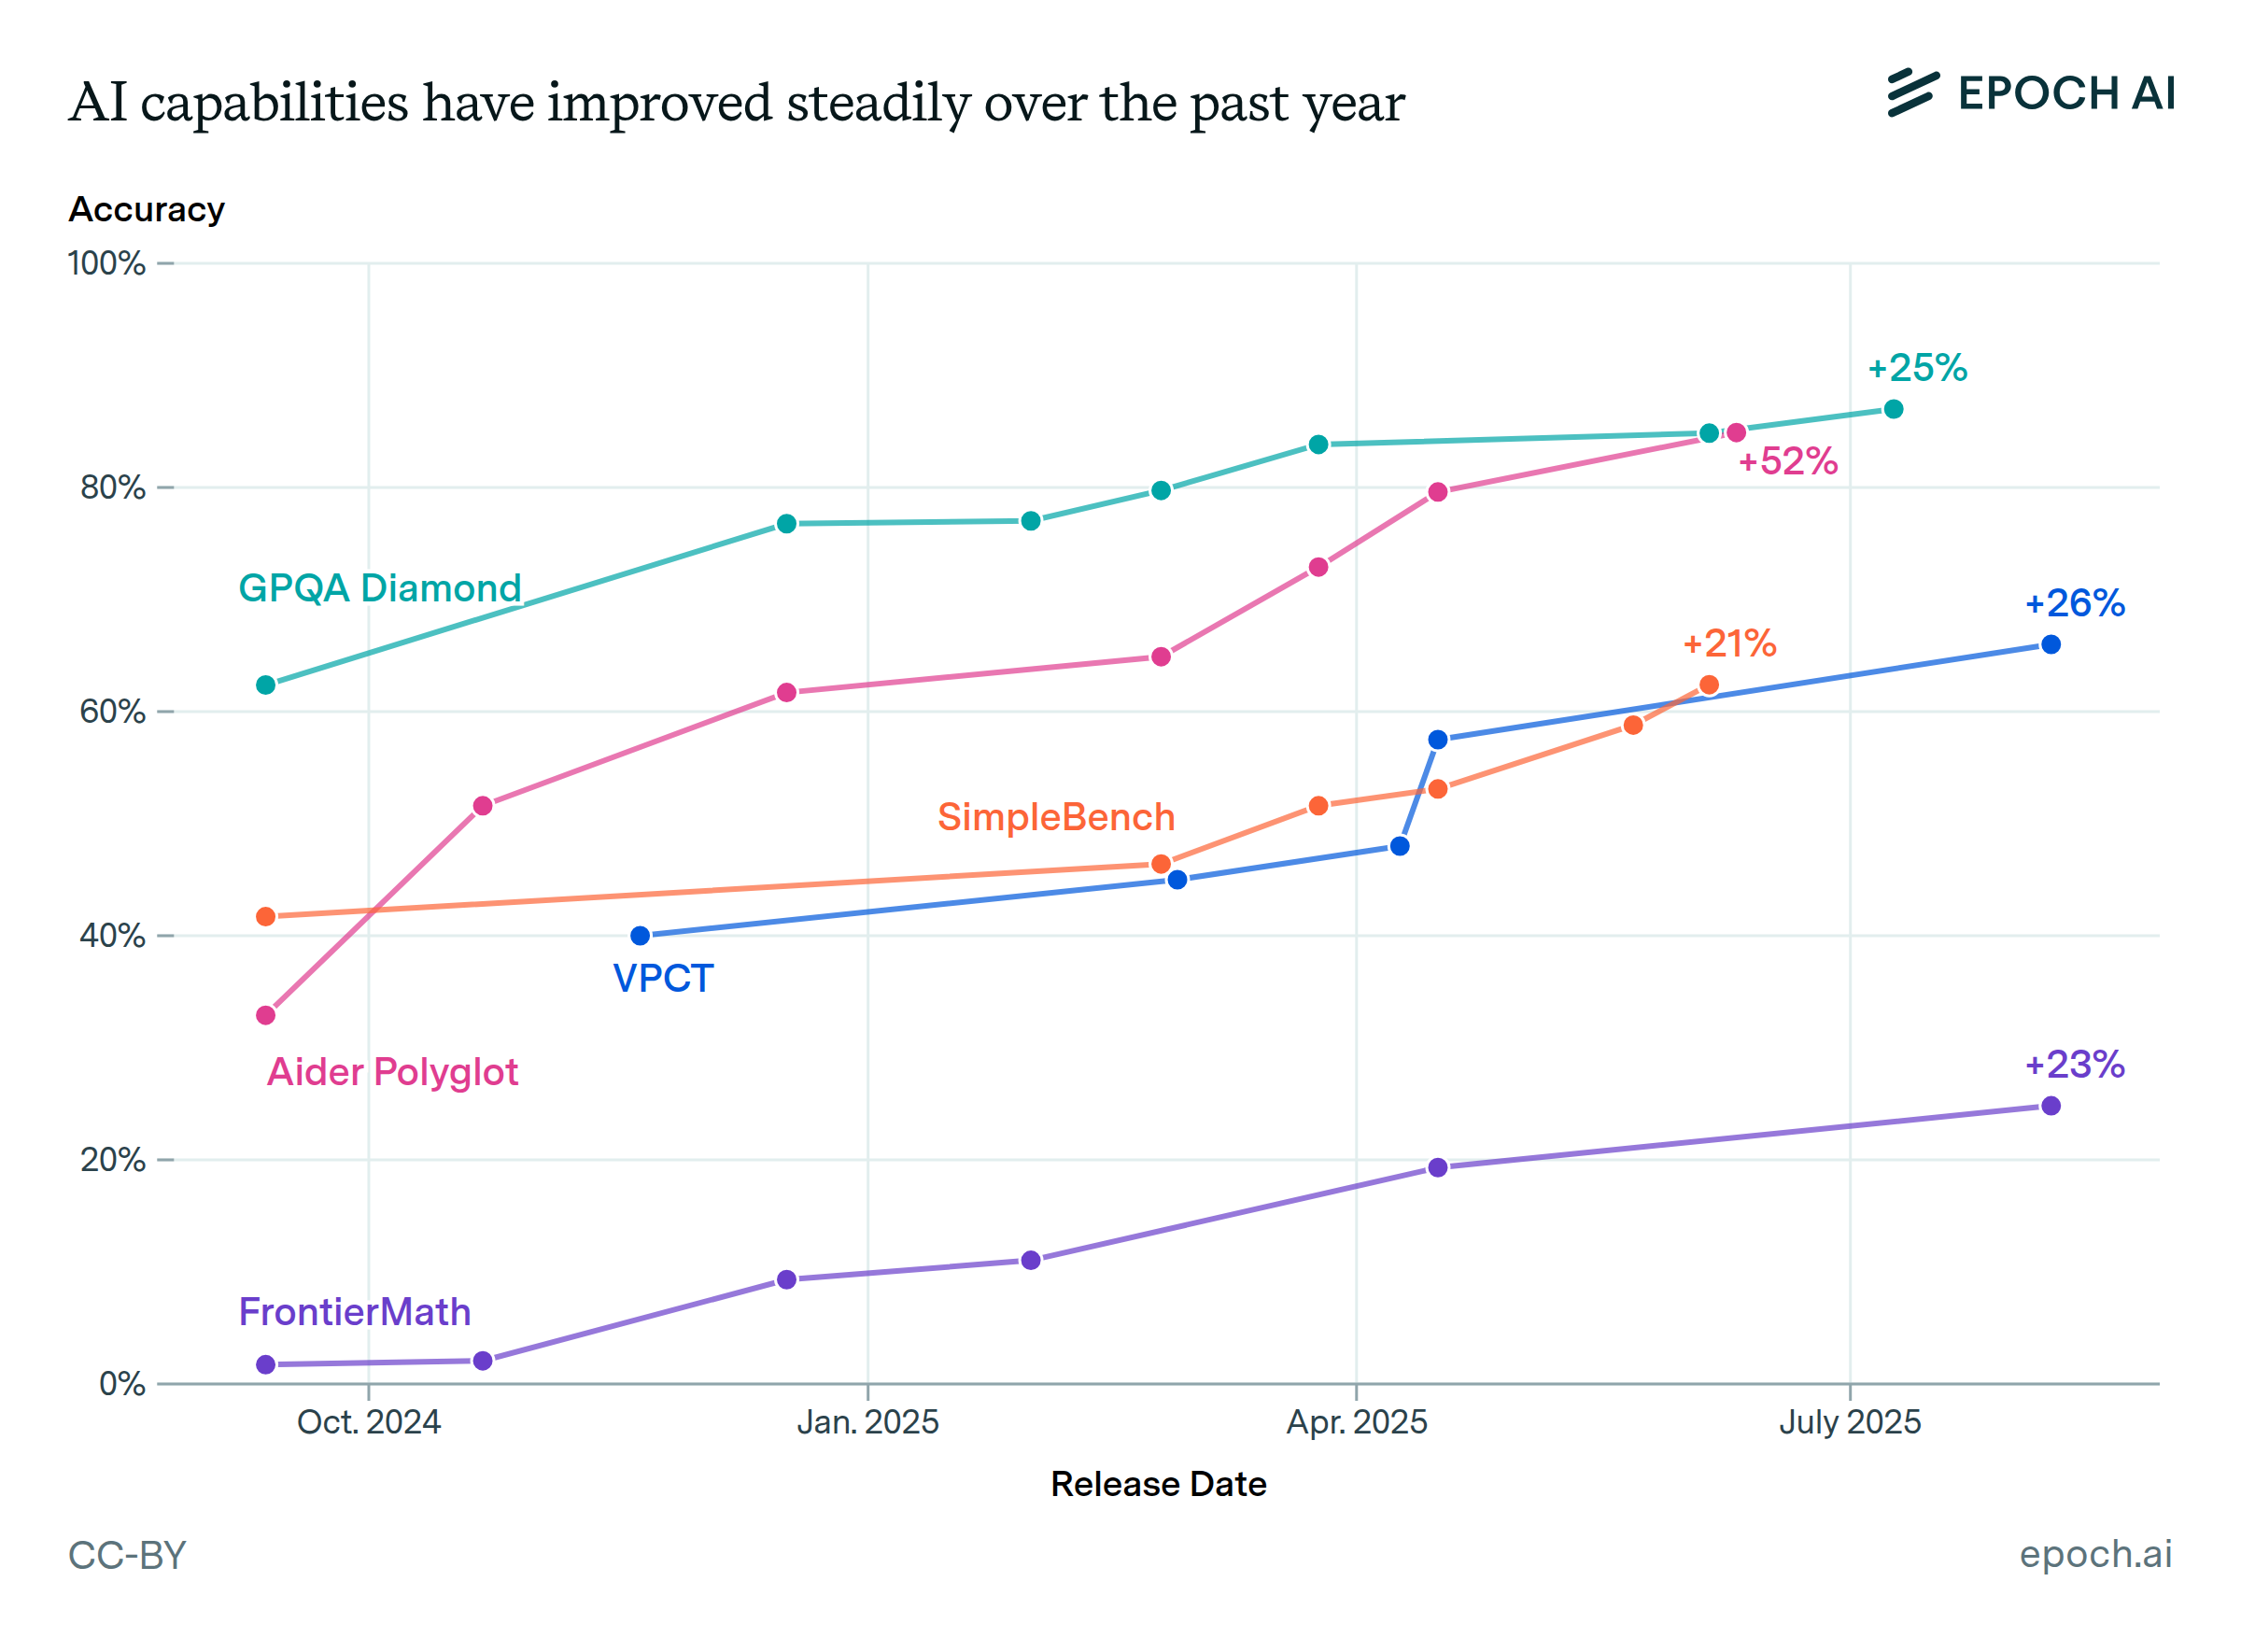 AI capabilities have improved steadily over the past year
EPOCH AI
Accuracy
100%
80%
60%
40%
20%
0%
+25%
+52%
+26%
+21%
+23%
GPQA Diamond
SimpleBench
VPCT
Aider Polyglot
FrontierMath
Oct. 2024
Jan. 2025
Apr. 2025
July 2025
Release Date
CC-BY
epoch.ai